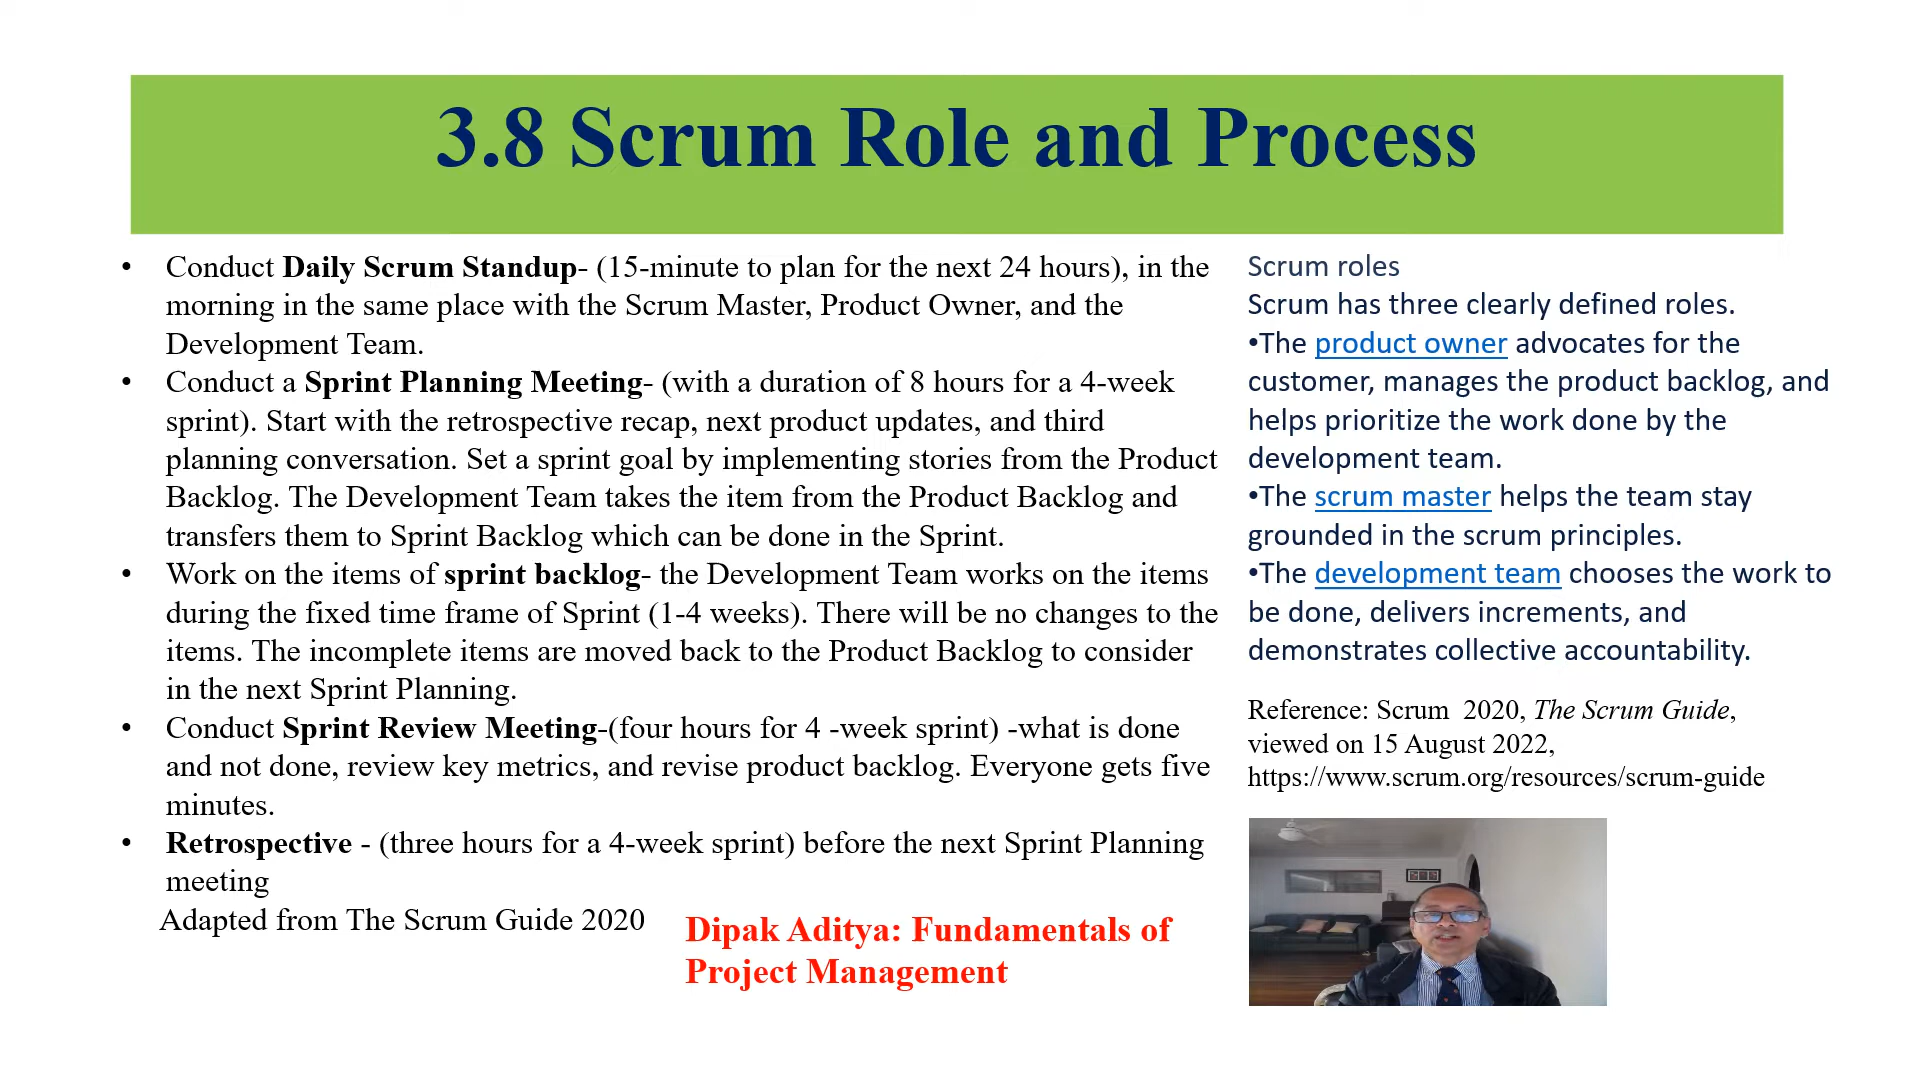 3.8 Scrum Role and Process
• Conduct Daily Scrum Standup- (15-minute to plan for the next 24 hours), in the
morning in the same place with the Scrum Master, Product Owner, and the
Development Team.
• Conduct a Sprint Planning Meeting- (with a duration of 8 hours for a 4-week
sprint). Start with the retrospective recap, next product updates, and third
planning conversation. Set a sprint goal by implementing stories from the Product
Backlog. The Development Team takes the item from the Product Backlog and
transfers them to Sprint Backlog which can be done in the Sprint.
• Work on the items of sprint backlog- the Development Team works on the items
during the fixed time frame of Sprint (1-4 weeks). There will be no changes to the
items. The incomplete items are moved back to the Product Backlog to consider
in the next Sprint Planning.
• Conduct Sprint Review Meeting-(four hours for 4 -week sprint) -what is done
and not done, review key metrics, and revise product backlog. Everyone gets five
minutes.
• Retrospective - (three hours for a 4-week sprint) before the next Sprint Planning
meeting
Adapted from The Scrum Guide 2020
Dipak Aditya: Fundamentals of
Project Management
Scrum roles
Scrum has three clearly defined roles.
•The product owner advocates for the
customer, manages the product backlog, and
helps prioritize the work done by the
development team.
•The scrum master helps the team stay
grounded in the scrum principles.
•The development team chooses the work to
be done, delivers increments, and
demonstrates collective accountability.
Reference: Scrum 2020, The Scrum Guide,
viewed on 15 August 2022,
https://www.scrum.org/resources/scrum-guide